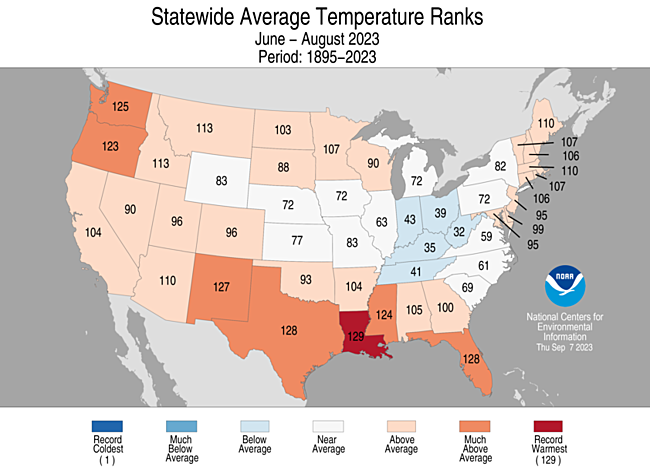 Statewide Average Temperature Ranks
June – August 2023
Period: 1895–2023
125
123
113
103
107
110
113
88
90
107
83
72
82
106
72
72
110
90
96
96
77
63
43
39
32
72
107
104
83
35
59
106
95
99
95
41
61
110
127
93
104
69
128
129
124
105
100
128
NOAA
National Centers for
Environmental
Information
Thu Sep 7 2023
Record
Coldest
( 1 )
Much
Below
Average
Below
Average
Near
Average
Above
Average
Much
Above
Average
Record
Warmest
( 129 )